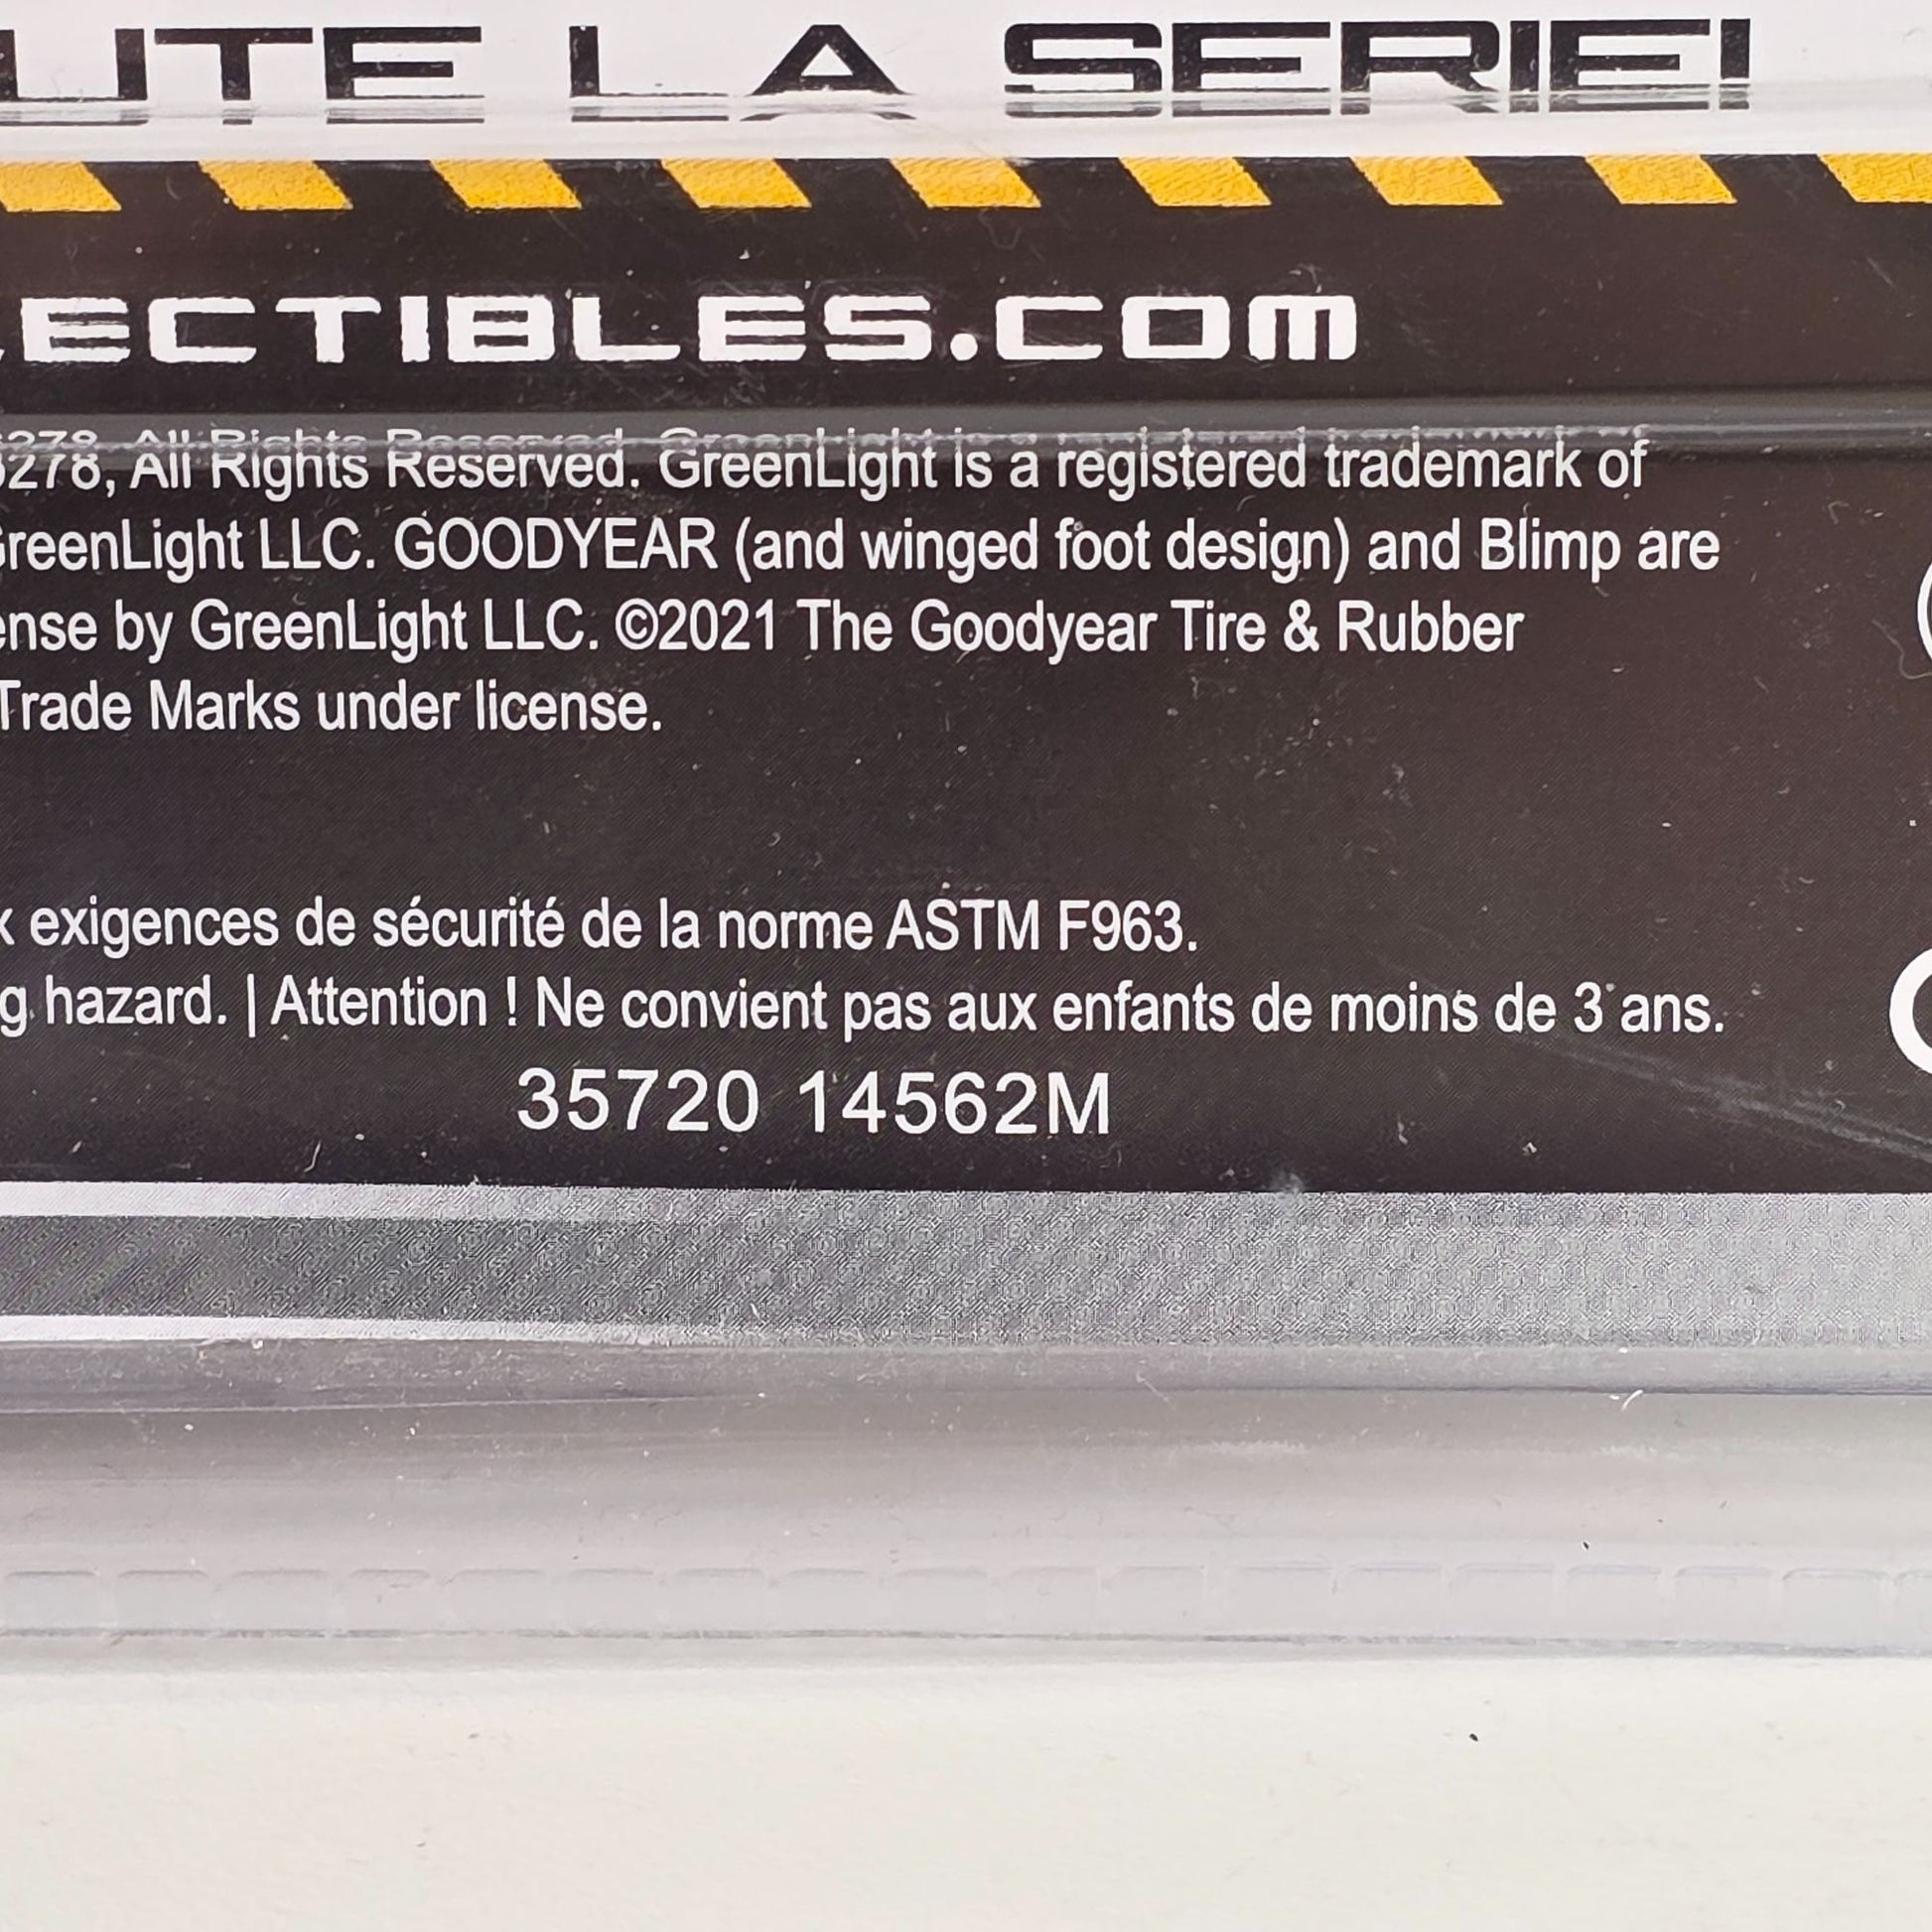 UTE LA SERIE!
LECTIBLES.COM
278, All Rights Reserved. GreenLight is a registered trademark of
GreenLight LLC. GOODYEAR (and winged foot design) and Blimp are
ense by GreenLight LLC. ©2021 The Goodyear Tire & Rubber
Trade Marks under license.
x exigences de sécurité de la norme ASTM F963.
g hazard. | Attention ! Ne convient pas aux enfants de moins de 3 ans.
35720 14562M